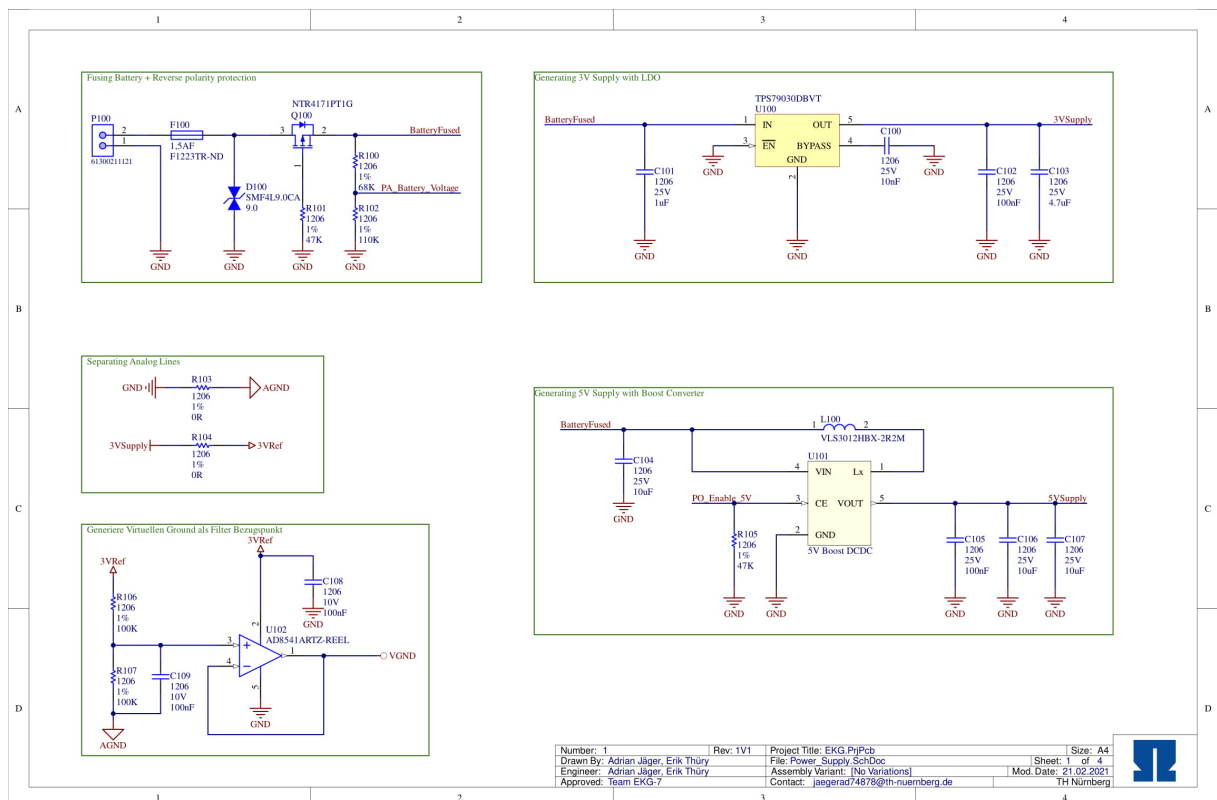 1
2
3
4
A
B
C
D
Fusing Battery + Reverse polarity protection
P100
2
1
61300211121
F100
1,5AF
F1223TR-ND
D100
SMF4L9.0CA
9.0
NTR4171PT1G
Q100
3
2
1
BatteryFused
R100
1206
1%
68K
PA_Battery_Voltage
R101
1206
1%
47K
R102
1206
1%
110K
GND
GND
GND
GND
Generating 3V Supply with LDO
BatteryFused
TPS79030DBVT
U100
1
IN
OUT
5
3
EN
BYPASS
4
GND
2
C101
1206
25V
1uF
C100
1206
25V
10nF
3VSupply
C102
1206
25V
100nF
C103
1206
25V
4.7uF
GND
GND
GND
GND
GND
GND
Separating Analog Lines
GND
R103
1206
1%
0R
AGND
3VSupply
R104
1206
1%
0R
3VRef
Generating 5V Supply with Boost Converter
BatteryFused
L100
1
2
VLS3012HBX-2R2M
C104
1206
25V
10uF
GND
U101
4
VIN
Lx
1
PO_Enable_5V
3
CE
VOUT
5
2
GND
5V Boost DCDC
5VSupply
R105
1206
1%
47K
C105
1206
25V
100nF
C106
1206
25V
10uF
C107
1206
25V
10uF
GND
GND
GND
GND
GND
Generiere Virtuellen Ground als Filter Bezugspunkt
3VRef
3VRef
C108
1206
10V
100nF
GND
R106
1206
1%
100K
R107
1206
1%
100K
C109
1206
10V
100nF
U102
AD8541ARTZ-REEL
2
3
4
1
5
VGND
GND
AGND
Number: 1
Rev: 1V1
Project Title: EKG.PrjPcb
Size: A4
Drawn By: Adrian Jäger, Erik Thüry
File: Power_Supply.SchDoc
Sheet: 1 of 4
Engineer: Adrian Jäger, Erik Thüry
Assembly Variant: [No Variations]
Mod. Date: 21.02.2021
Approved: Team EKG-7
Contact: jaegerad74878@th-nuernberg.de
TH Nürnberg
A
B
C
D
1
2
3
4